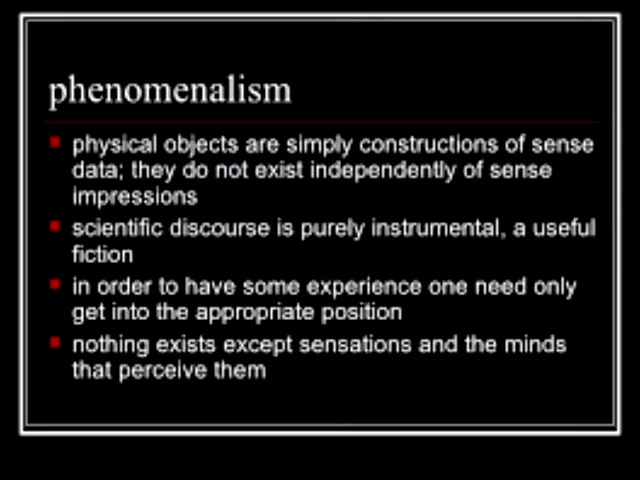 phenomenalism
physical objects are simply constructions of sense
data; they do not exist independently of sense
impressions
scientific discourse is purely instrumental, a useful
fiction
in order to have some experience one need only
get into the appropriate position
nothing exists except sensations and the minds
that perceive them